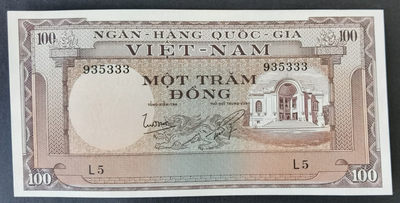 100 NGÂN-HÀNG QUỐC-GIA 100
VIỆT-NAM
935333 935333
MỘT TRĂM
ĐỒNG
L5 L5
100 100